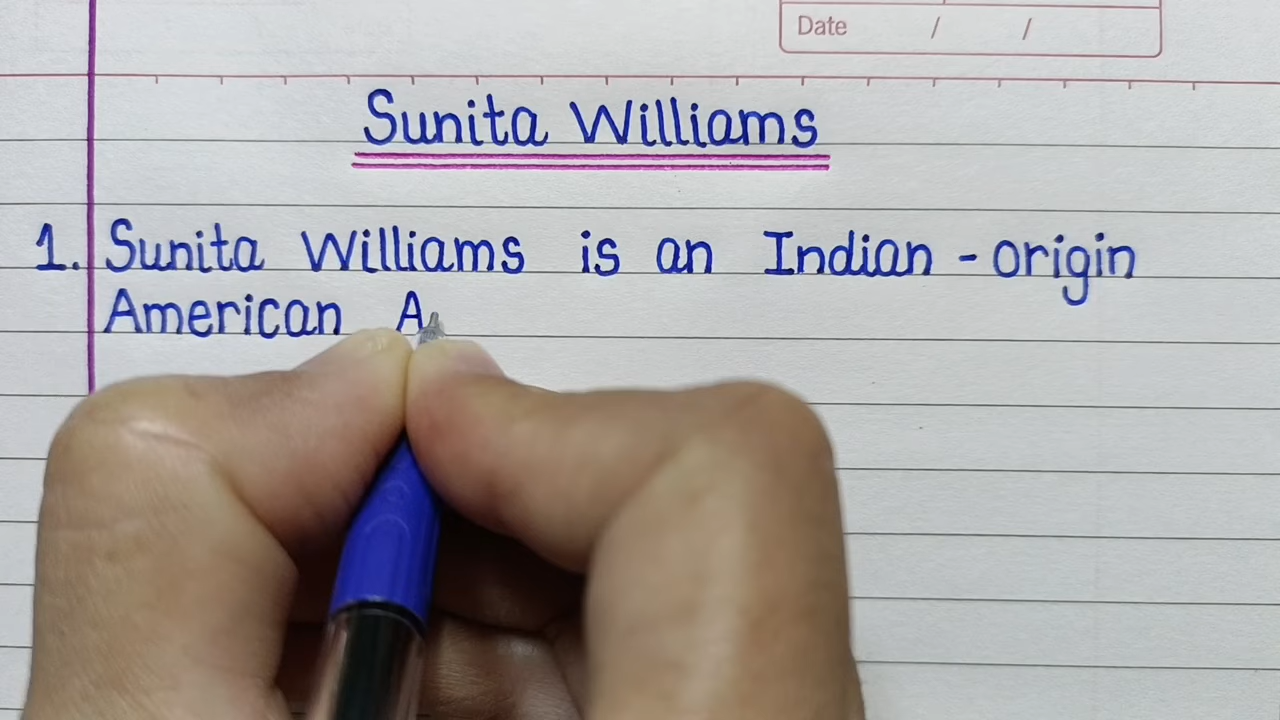 Date / /
Sunita Williams
1. Sunita Williams is an Indian - origin
American A